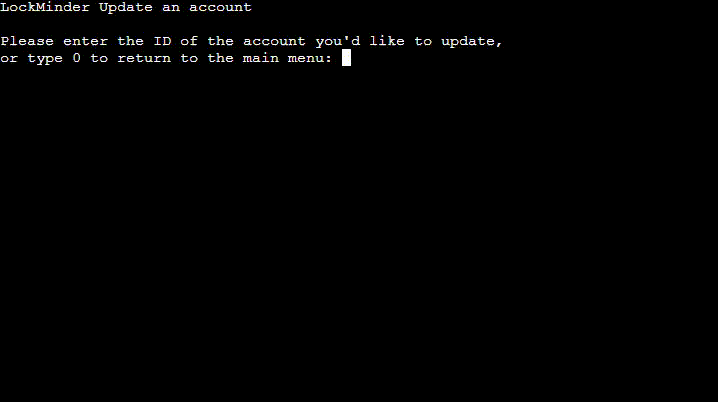 LockMinder Update an account
Please enter the ID of the account you'd like to update,
or type 0 to return to the main menu: